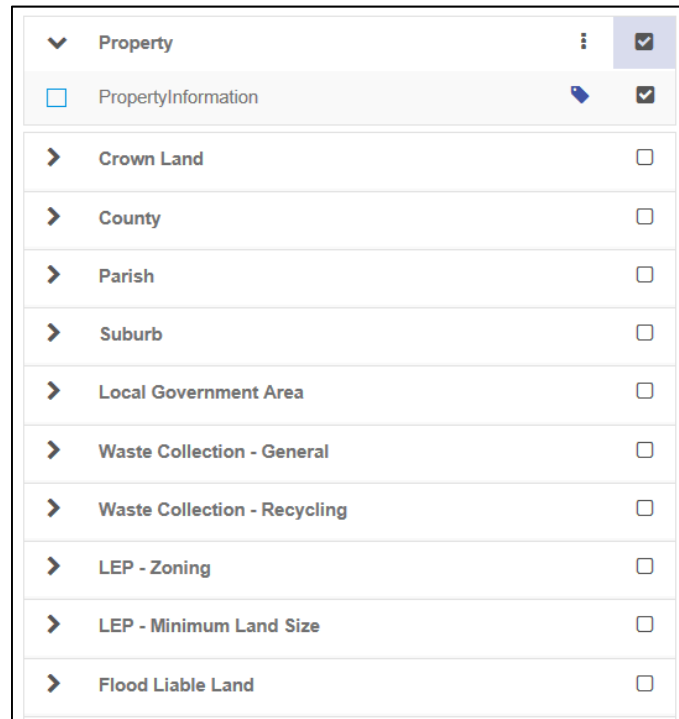 Property
PropertyInformation
Crown Land
County
Parish
Suburb
Local Government Area
Waste Collection - General
Waste Collection - Recycling
LEP - Zoning
LEP - Minimum Land Size
Flood Liable Land